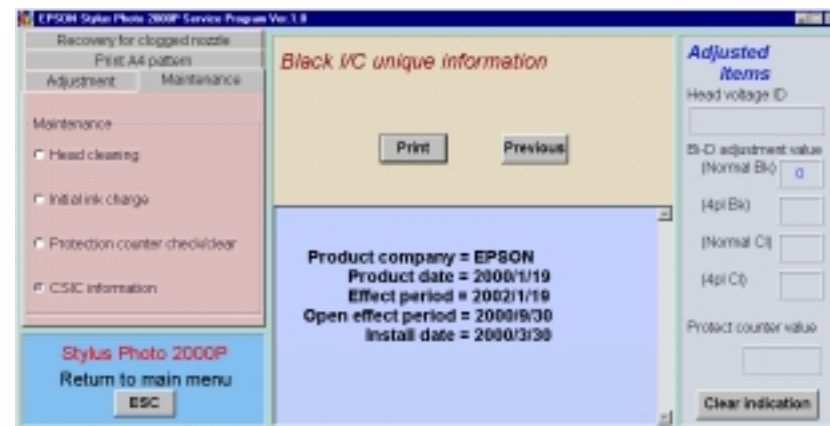 EPSON Stylus Photo 2000P Service Program Ver.1.0
Recovery for clogged nozzle
Print A4 pattern
Adjustment Maintenance
Maintenance
Head cleaning
Initial ink charge
Protection counter check/clear
CSIC information
Stylus Photo 2000P
Return to main menu
ESC
Black I/C unique information
Print Previous
Product company = EPSON
Product date = 2000/1/19
Effect period = 2002/1/19
Open effect period = 2000/9/30
Install date = 2000/3/30
Adjusted
Items
Head voltage ID
Bi-D adjustment value
(Normal Bk) 0
(4pl Bk)
(Normal Cl)
(4pl Cl)
Protect counter value
Clear indication